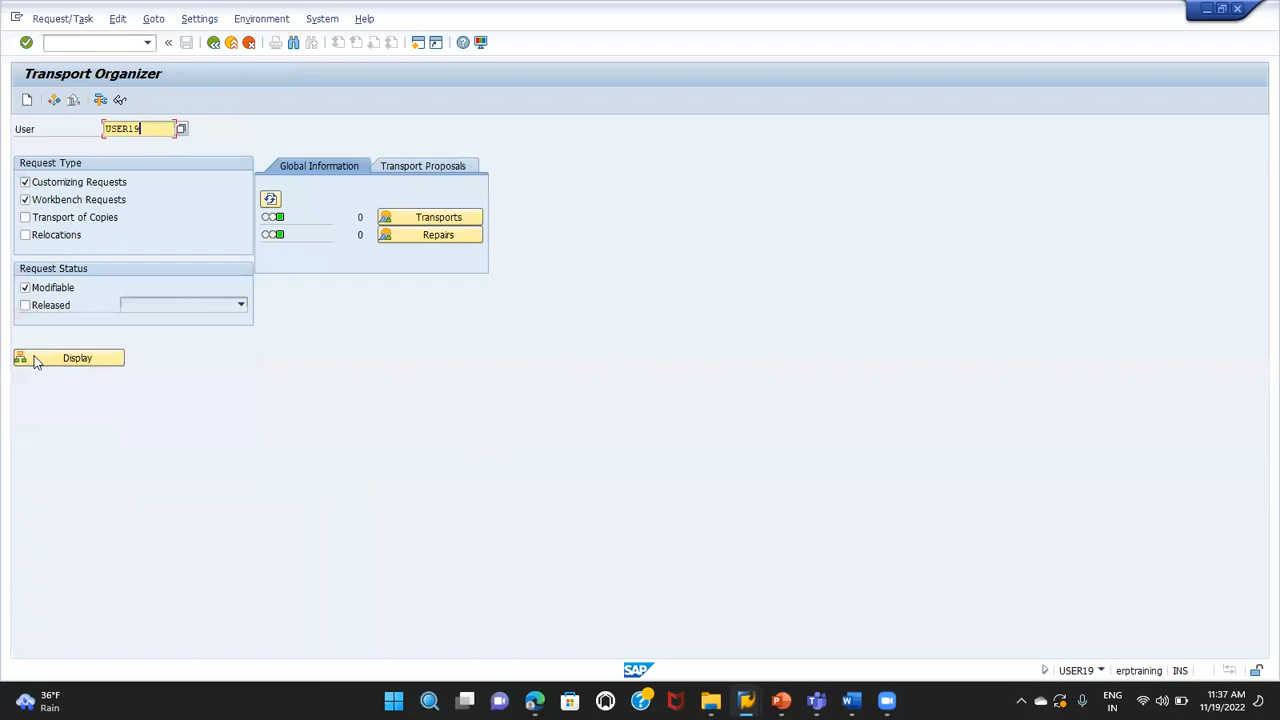 Request/Task Edit Goto Settings Environment System Help
Transport Organizer
User USER19
Request Type
Customizing Requests
Workbench Requests
Transport of Copies
Relocations
Global Information Transport Proposals
0 Transports
0 Repairs
Request Status
Modifiable
Released
Display
SAP
USER19 erptraining INS
36°F
Rain
ENG
IN
11:37 AM
11/19/2022